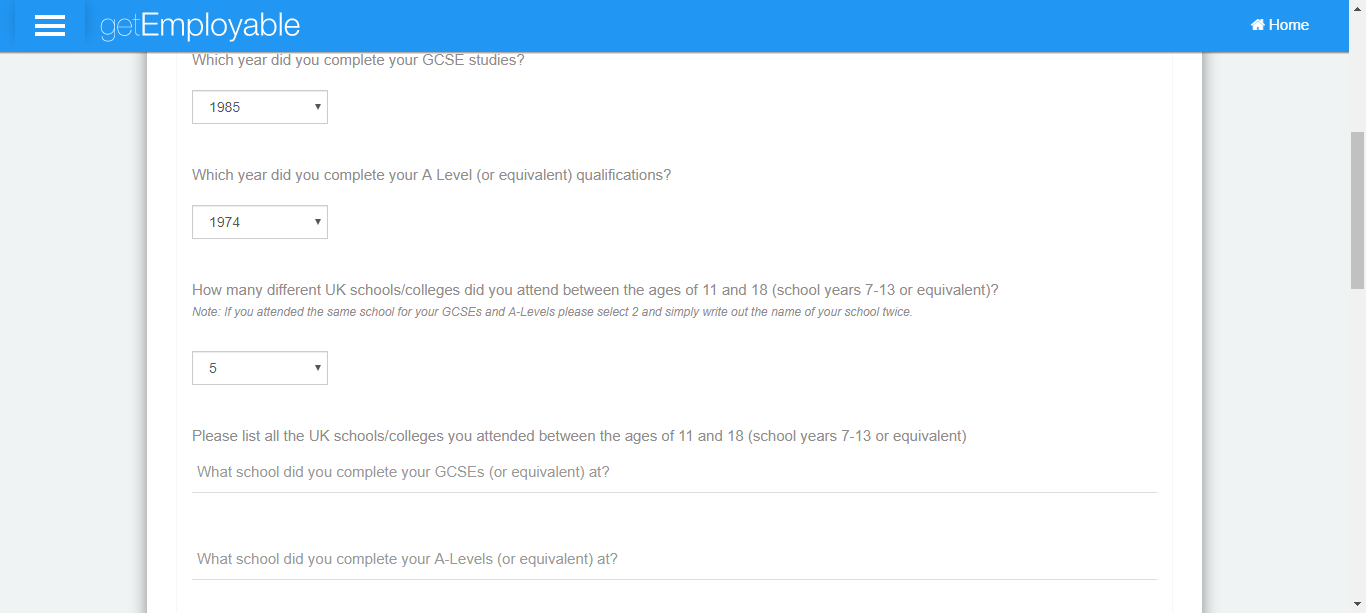 getEmployable
Home
Which year did you complete your GCSE studies?
1985
Which year did you complete your A Level (or equivalent) qualifications?
1974
How many different UK schools/colleges did you attend between the ages of 11 and 18 (school years 7-13 or equivalent)?
Note: If you attended the same school for your GCSEs and A-Levels please select 2 and simply write out the name of your school twice.
5
Please list all the UK schools/colleges you attended between the ages of 11 and 18 (school years 7-13 or equivalent)
What school did you complete your GCSEs (or equivalent) at?
What school did you complete your A-Levels (or equivalent) at?